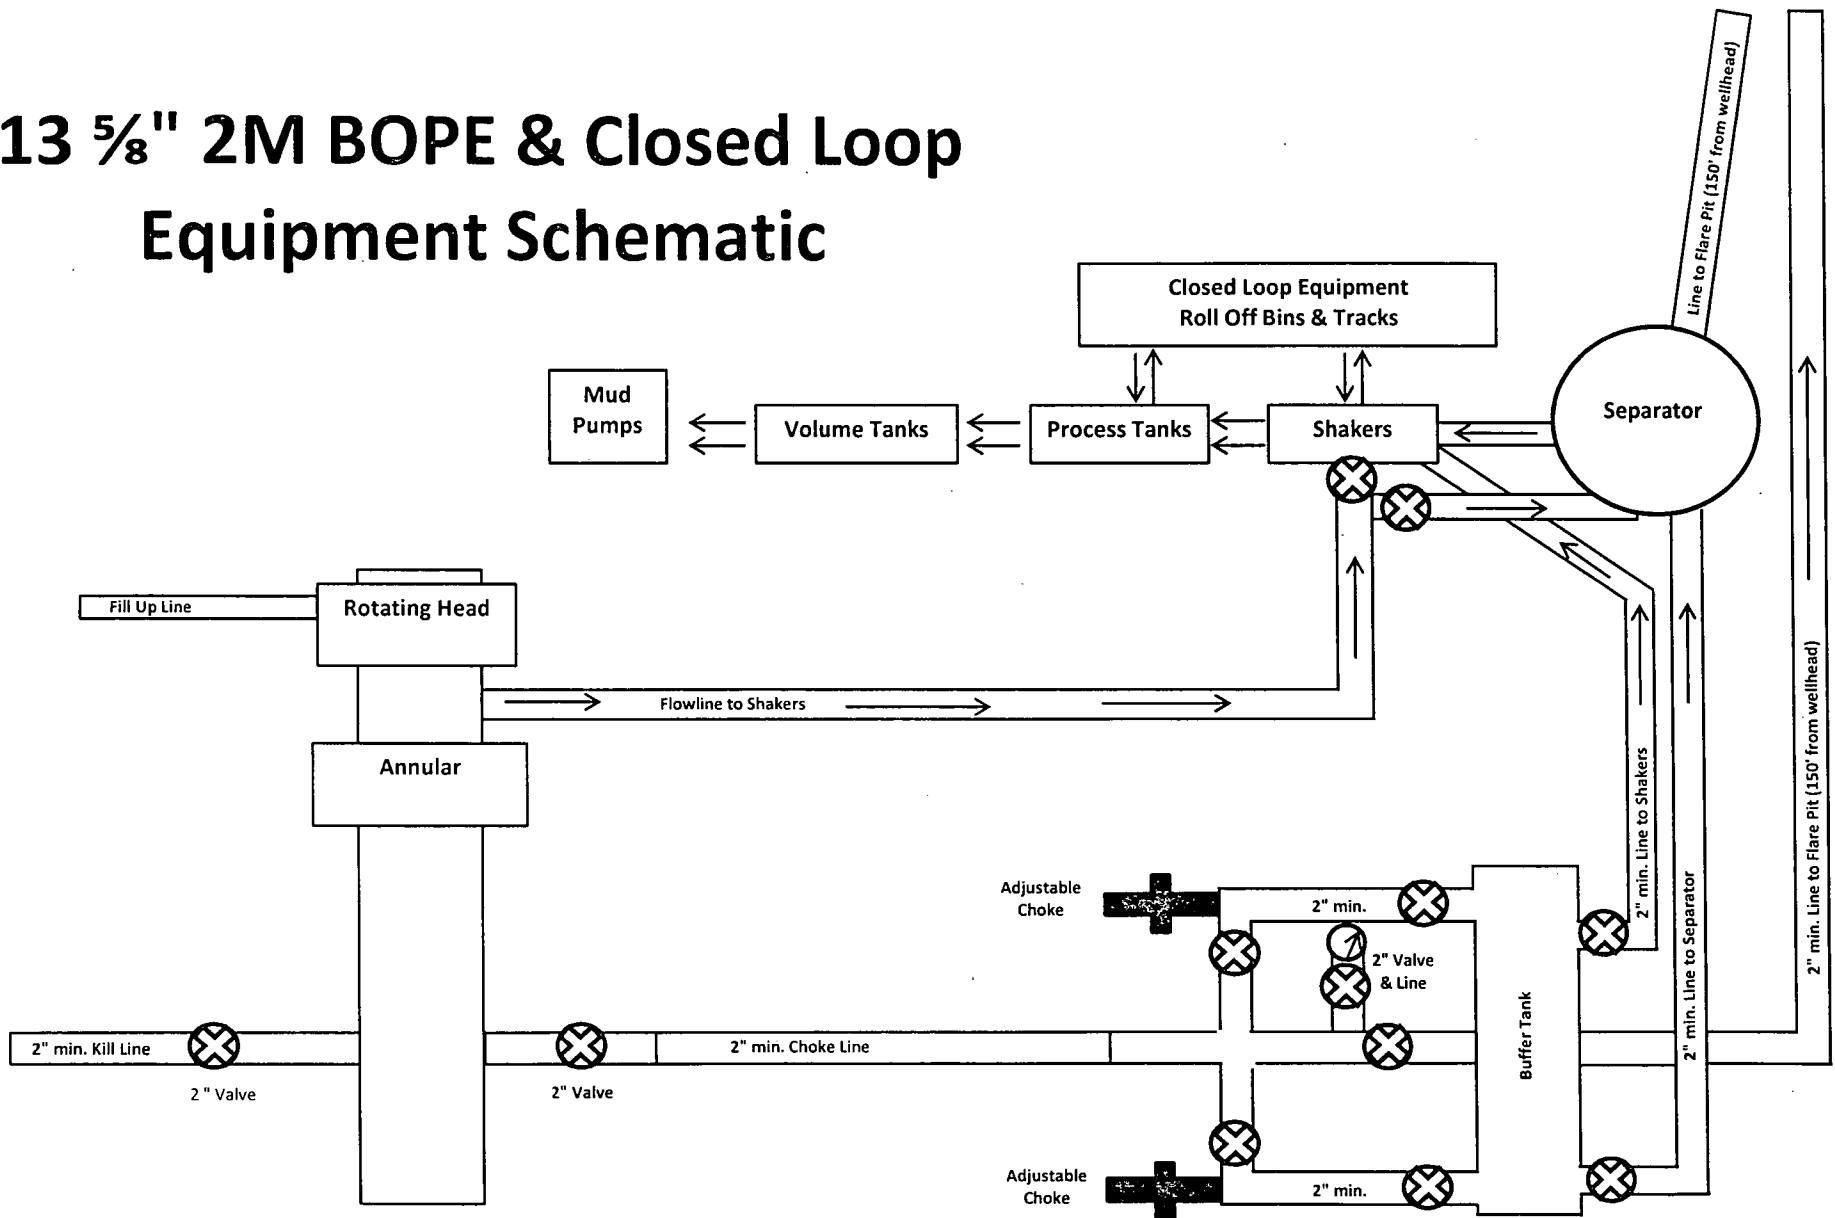 13 ⅝" 2M BOPE & Closed Loop
Equipment Schematic
Line to Flare Pit (150' from wellhead)
Closed Loop Equipment
Roll Off Bins & Tracks
Mud
Pumps
Volume Tanks
Process Tanks
Shakers
Separator
Fill Up Line
Rotating Head
Flowline to Shakers
Annular
2" min. Line to Shakers
2" min. Line to Separator
2" min. Line to Flare Pit (150' from wellhead)
Adjustable
Choke
2" min.
2" Valve
& Line
Buffer Tank
2" min. Kill Line
2" min. Choke Line
2 " Valve
2" Valve
Adjustable
Choke
2" min.